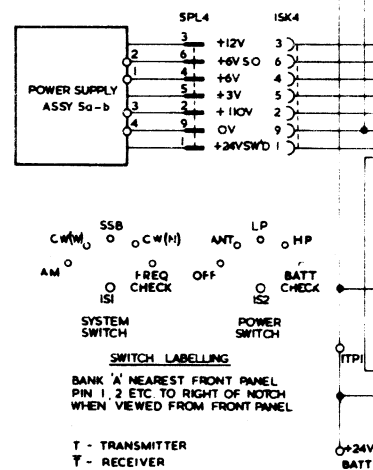 SPL4 ISK4
3 +12V 3
2 6 +6VSO 6
POWER SUPPLY 1 4 +6V 4
ASSY 5a-b 5 +3V 5
3 2 +110V 2
4 9 0V 9
1 +24VSW'D 1
SSB LP
CW(W) CW(N) ANT HP
AM FREQ CHECK OFF BATT CHECK
IS1 IS2
SYSTEM SWITCH POWER SWITCH
ITP1
SWITCH LABELLING
BANK 'A' NEAREST FRONT PANEL
PIN 1, 2 ETC. TO RIGHT OF NOTCH
WHEN VIEWED FROM FRONT PANEL
T - TRANSMITTER
T̅ - RECEIVER
+24V
BATT